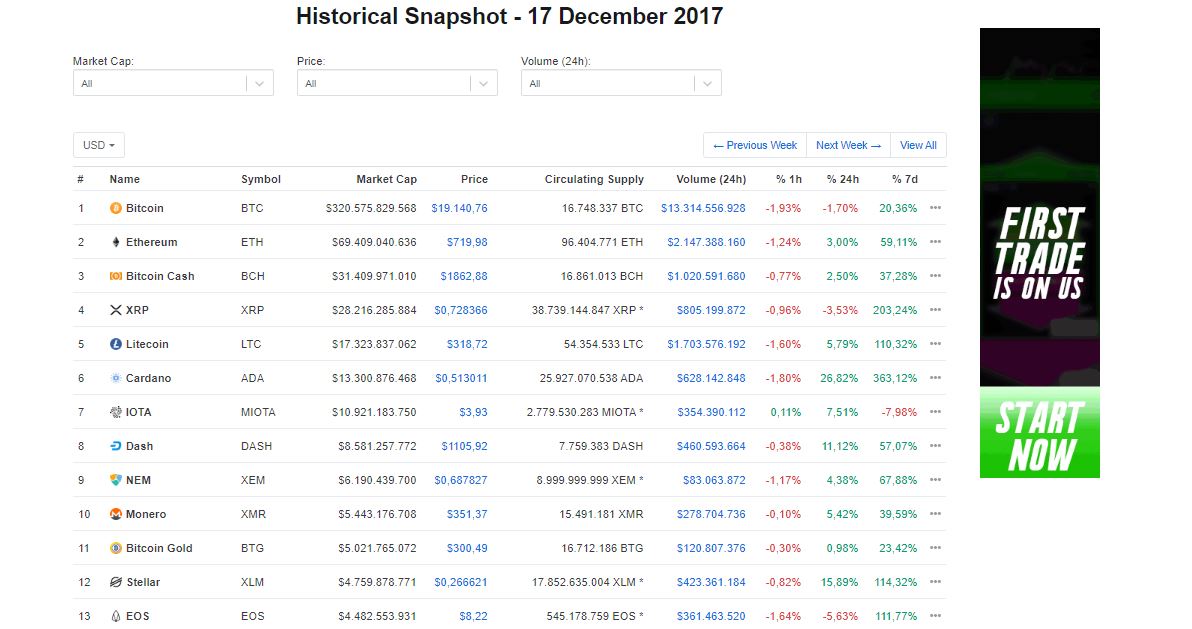 Historical Snapshot - 17 December 2017
Market Cap: Price: Volume (24h):
All All All
USD ← Previous Week Next Week → View All
# Name Symbol Market Cap Price Circulating Supply Volume (24h) % 1h % 24h % 7d
1 Bitcoin BTC $320.575.829.568 $19.140,76 16.748.337 BTC $13.314.556.928 -1,93% -1,70% 20,36% •••
2 Ethereum ETH $69.409.040.636 $719,98 96.404.771 ETH $2.147.388.160 -1,24% 3,00% 59,11% •••
3 Bitcoin Cash BCH $31.409.971.010 $1862,88 16.861.013 BCH $1.020.591.680 -0,77% 2,50% 37,28% •••
4 XRP XRP $28.216.285.884 $0,728366 38.739.144.847 XRP * $805.199.872 -0,96% -3,53% 203,24% •••
5 Litecoin LTC $17.323.837.062 $318,72 54.354.533 LTC $1.703.576.192 -1,60% 5,79% 110,32% •••
6 Cardano ADA $13.300.876.468 $0,513011 25.927.070.538 ADA $628.142.848 -1,80% 26,82% 363,12% •••
7 IOTA MIOTA $10.921.183.750 $3,93 2.779.530.283 MIOTA * $354.390.112 0,11% 7,51% -7,98% •••
8 Dash DASH $8.581.257.772 $1105,92 7.759.383 DASH $460.593.664 -0,38% 11,12% 57,07% •••
9 NEM XEM $6.190.439.700 $0,687827 8.999.999.999 XEM * $83.063.872 -1,17% 4,38% 67,88% •••
10 Monero XMR $5.443.176.708 $351,37 15.491.181 XMR $278.704.736 -0,10% 5,42% 39,59% •••
11 Bitcoin Gold BTG $5.021.765.072 $300,49 16.712.186 BTG $120.807.376 -0,30% 0,98% 23,42% •••
12 Stellar XLM $4.759.878.771 $0,266621 17.852.635.004 XLM * $423.361.184 -0,82% 15,89% 114,32% •••
13 EOS EOS $4.482.553.931 $8,22 545.178.759 EOS * $361.463.520 -1,64% -5,63% 111,77% •••
FIRST
TRADE
IS ON US
START
NOW